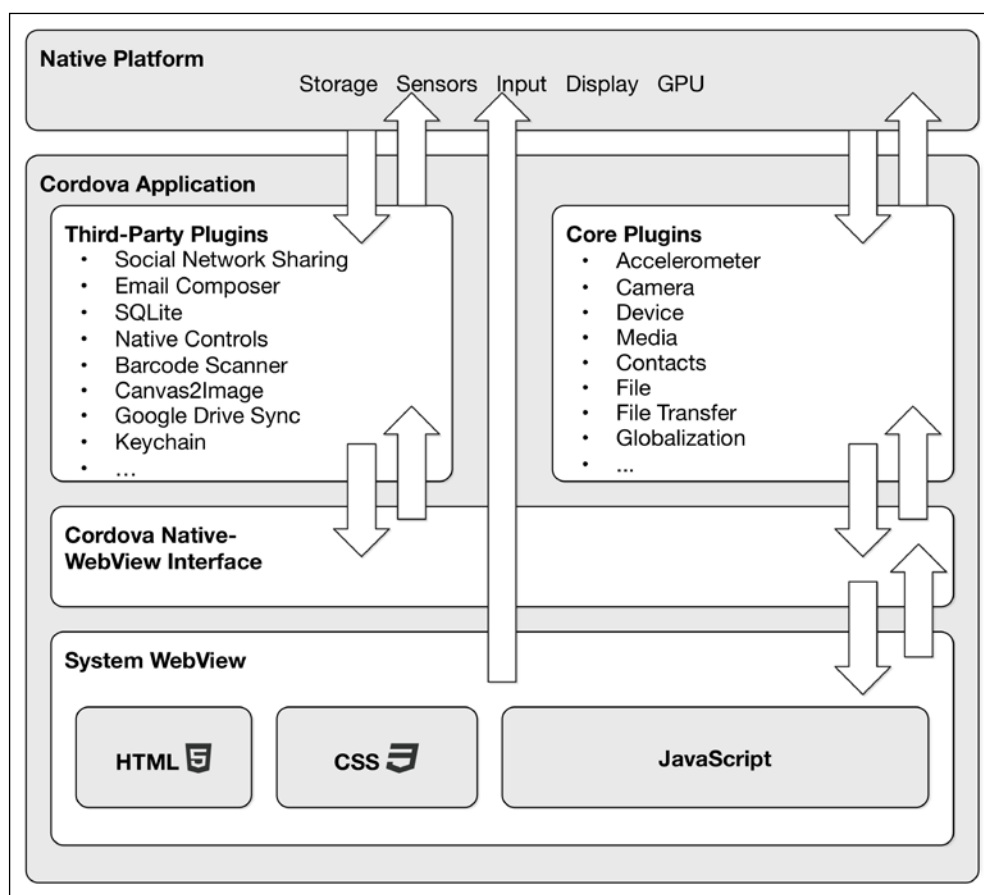 Native Platform
Storage Sensors Input Display GPU
Cordova Application
Third-Party Plugins
• Social Network Sharing
• Email Composer
• SQLite
• Native Controls
• Barcode Scanner
• Canvas2Image
• Google Drive Sync
• Keychain
• ...
Core Plugins
• Accelerometer
• Camera
• Device
• Media
• Contacts
• File
• File Transfer
• Globalization
• ...
Cordova Native-
WebView Interface
System WebView
HTML 5
CSS 3
JavaScript